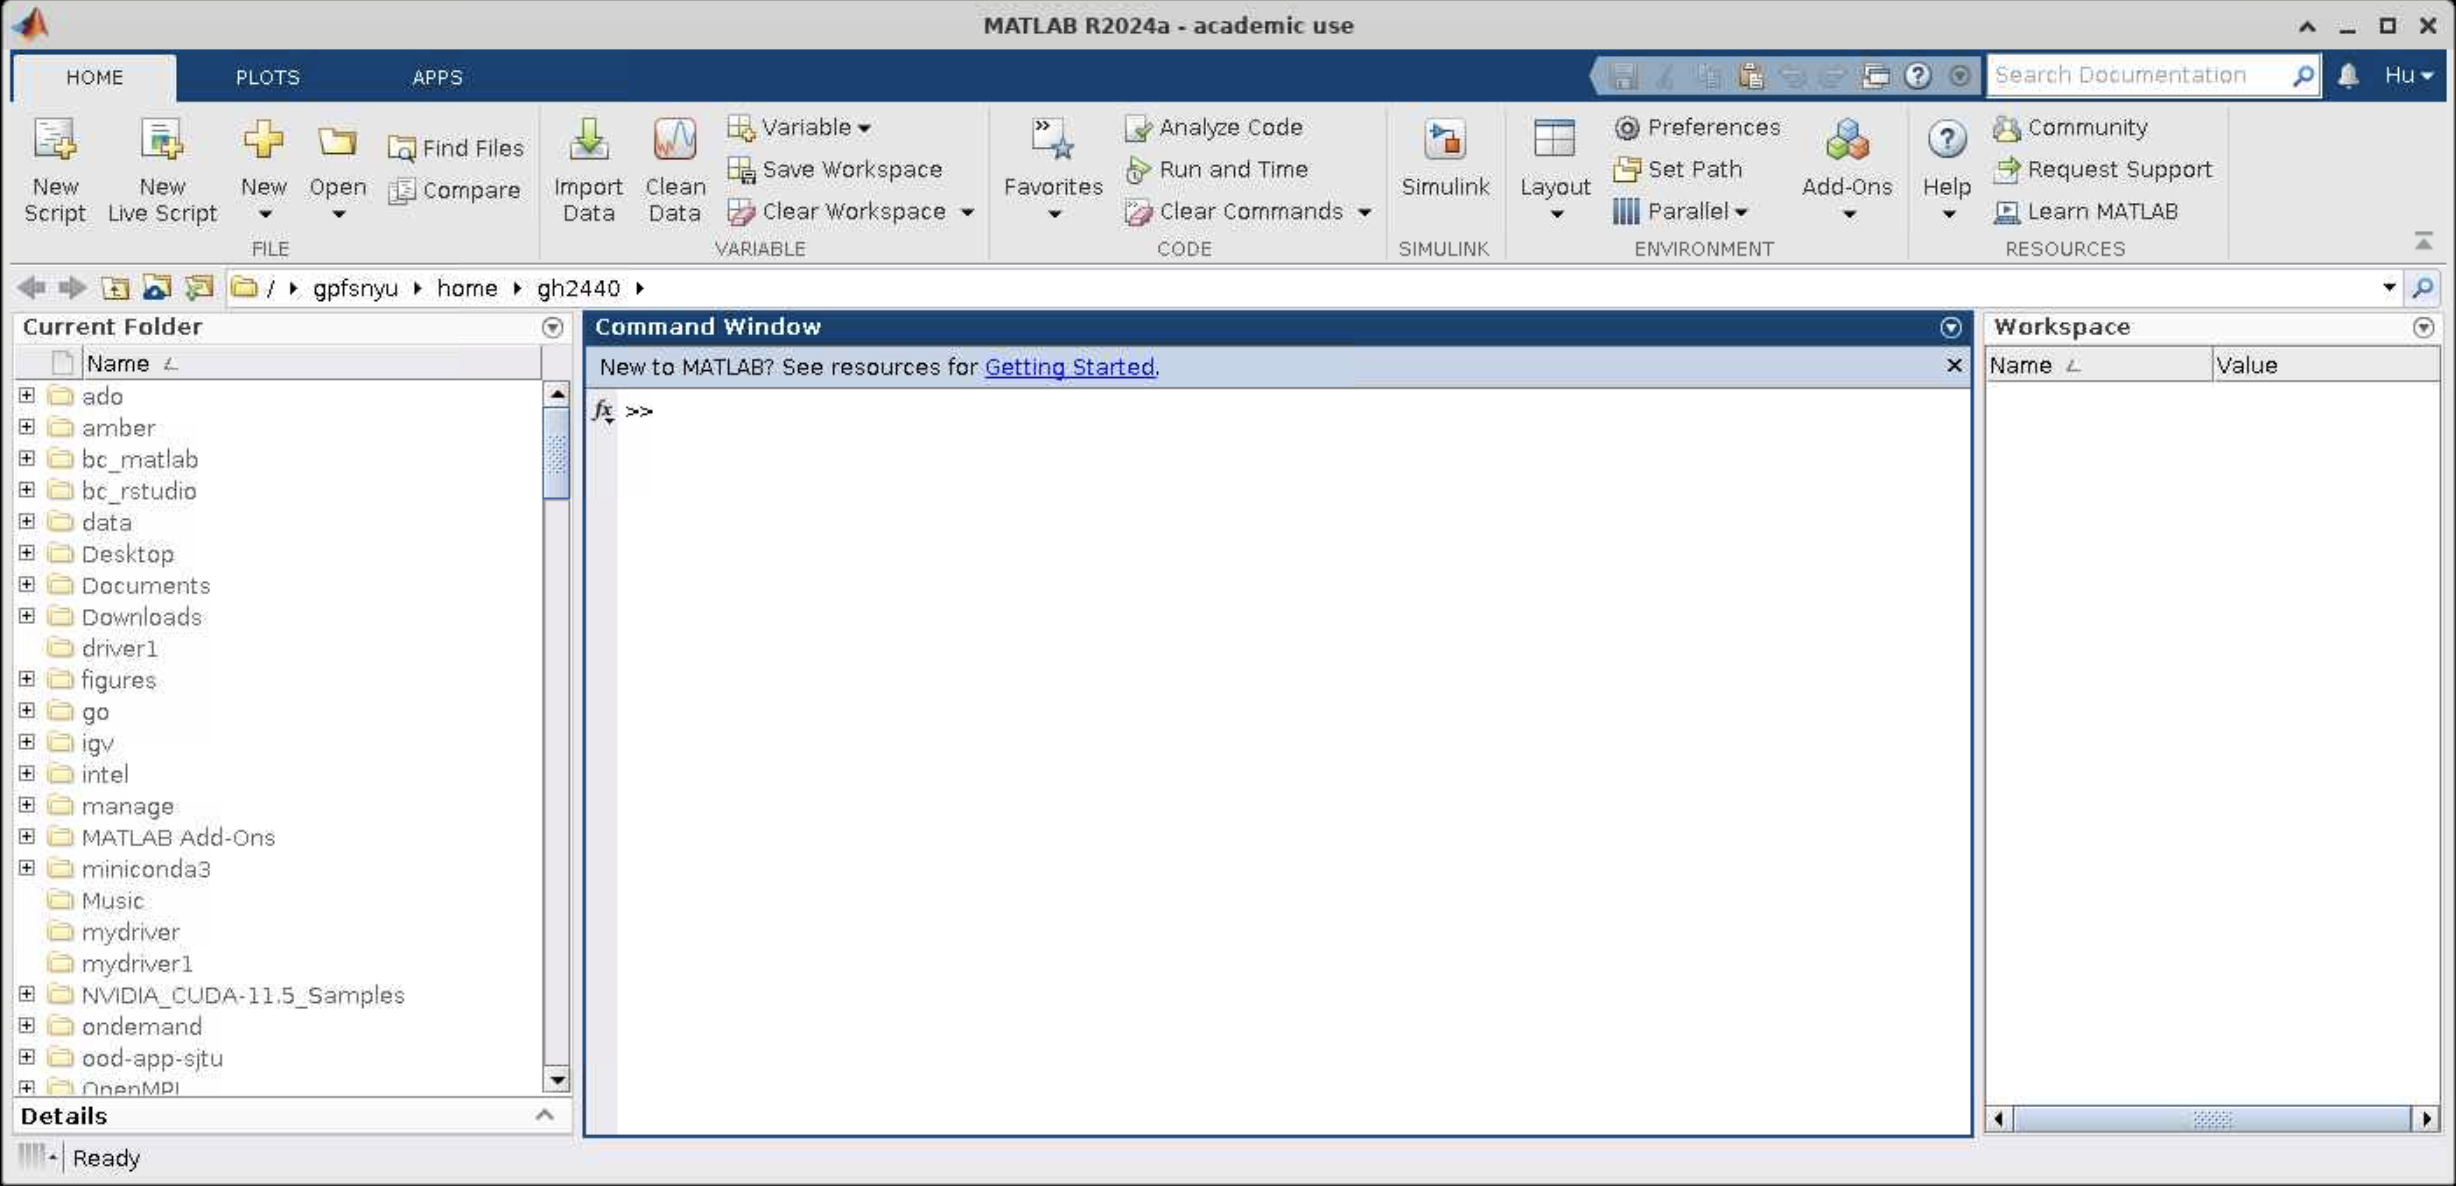 MATLAB R2024a - academic use
HOME PLOTS APPS
Search Documentation
Hu
New Script
New Live Script
New
Open
Find Files
Compare
FILE
Import Data
Clean Data
Variable
Save Workspace
Clear Workspace
VARIABLE
Favorites
Analyze Code
Run and Time
Clear Commands
CODE
Simulink
SIMULINK
Layout
Preferences
Set Path
Parallel
Add-Ons
ENVIRONMENT
Help
Community
Request Support
Learn MATLAB
RESOURCES
/ gpfsnyu home gh2440
Current Folder
Name
ado
amber
bc_matlab
bc_rstudio
data
Desktop
Documents
Downloads
driver1
figures
go
igv
intel
manage
MATLAB Add-Ons
miniconda3
Music
mydriver
mydriver1
NVIDIA_CUDA-11.5_Samples
ondemand
ood-app-sjtu
OpenMPI
Details
Ready
Command Window
New to MATLAB? See resources for Getting Started.
fx >>
Workspace
Name Value